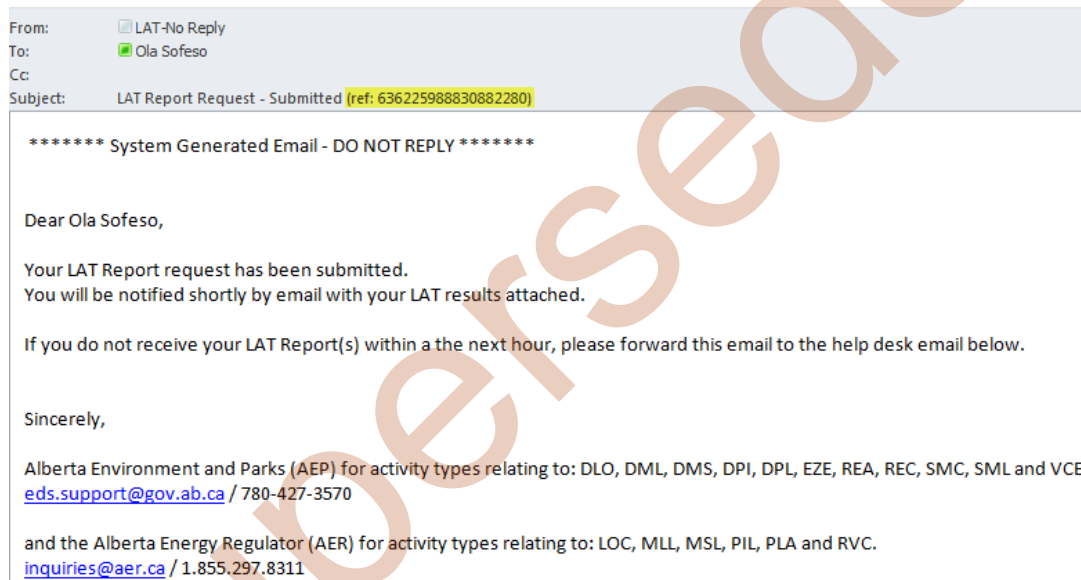 From: LAT-No Reply
To: Ola Sofeso
Cc:
Subject: LAT Report Request - Submitted (ref: 636225988830882280)
******* System Generated Email - DO NOT REPLY *******
Dear Ola Sofeso,
Your LAT Report request has been submitted.
You will be notified shortly by email with your LAT results attached.
If you do not receive your LAT Report(s) within a the next hour, please forward this email to the help desk email below.
Sincerely,
Alberta Environment and Parks (AEP) for activity types relating to: DLO, DML, DMS, DPI, DPL, EZE, REA, REC, SMC, SML and VCE
eds.support@gov.ab.ca / 780-427-3570
and the Alberta Energy Regulator (AER) for activity types relating to: LOC, MLL, MSL, PIL, PLA and RVC.
inquiries@aer.ca / 1.855.297.8311